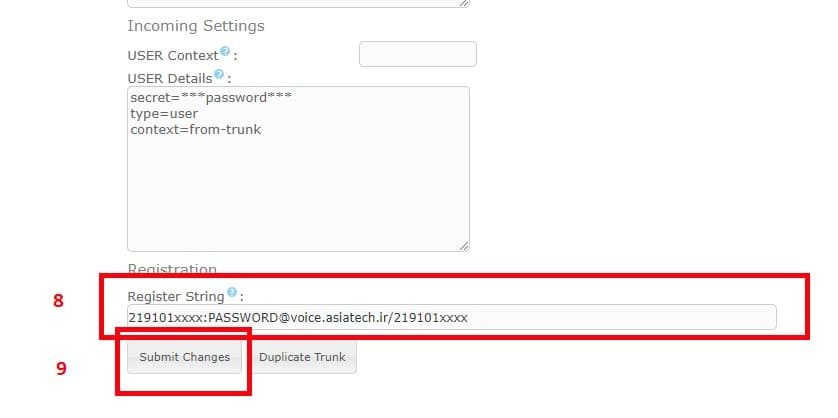 Incoming Settings
USER Context? :
USER Details? :
secret=***password***
type=user
context=from-trunk
Registration
8
Register String? :
219101xxxx:PASSWORD@voice.asiatech.ir/219101xxxx
9
Submit Changes
Duplicate Trunk